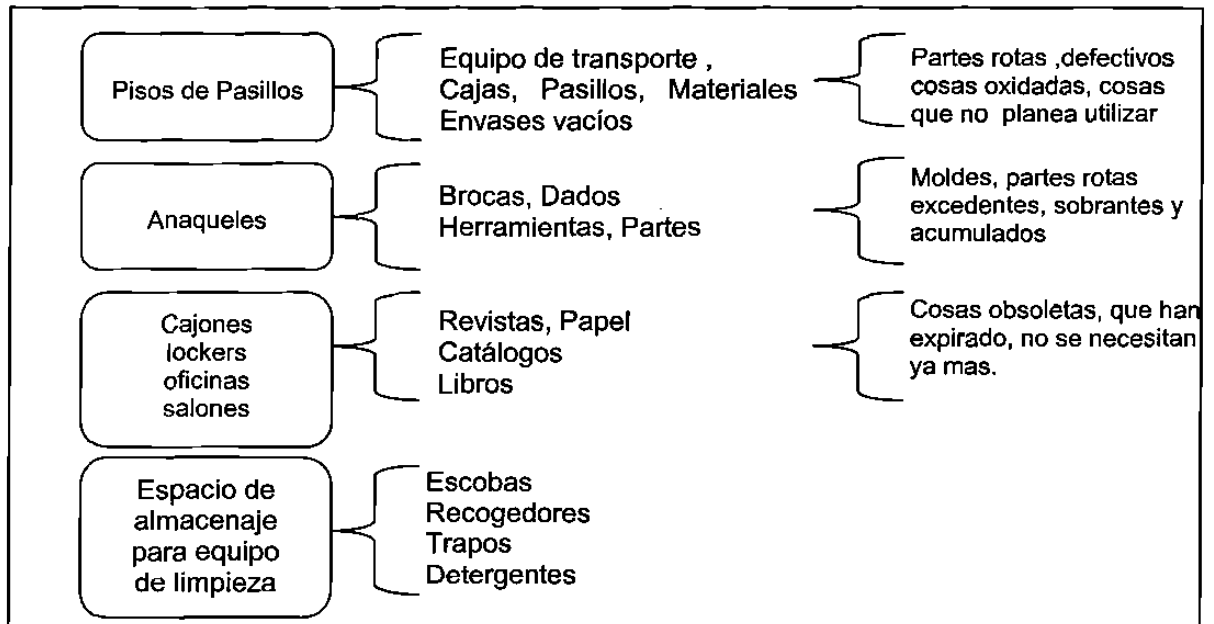 Pisos de Pasillos
Equipo de transporte ,
Cajas, Pasillos, Materiales
Envases vacíos
Partes rotas ,defectivos
cosas oxidadas, cosas
que no planea utilizar
Anaqueles
Brocas, Dados
Herramientas, Partes
Moldes, partes rotas
excedentes, sobrantes y
acumulados
Cajones
lockers
oficinas
salones
Revistas, Papel
Catálogos
Libros
Cosas obsoletas, que han
expirado, no se necesitan
ya mas.
Espacio de
almacenaje
para equipo
de limpieza
Escobas
Recogedores
Trapos
Detergentes